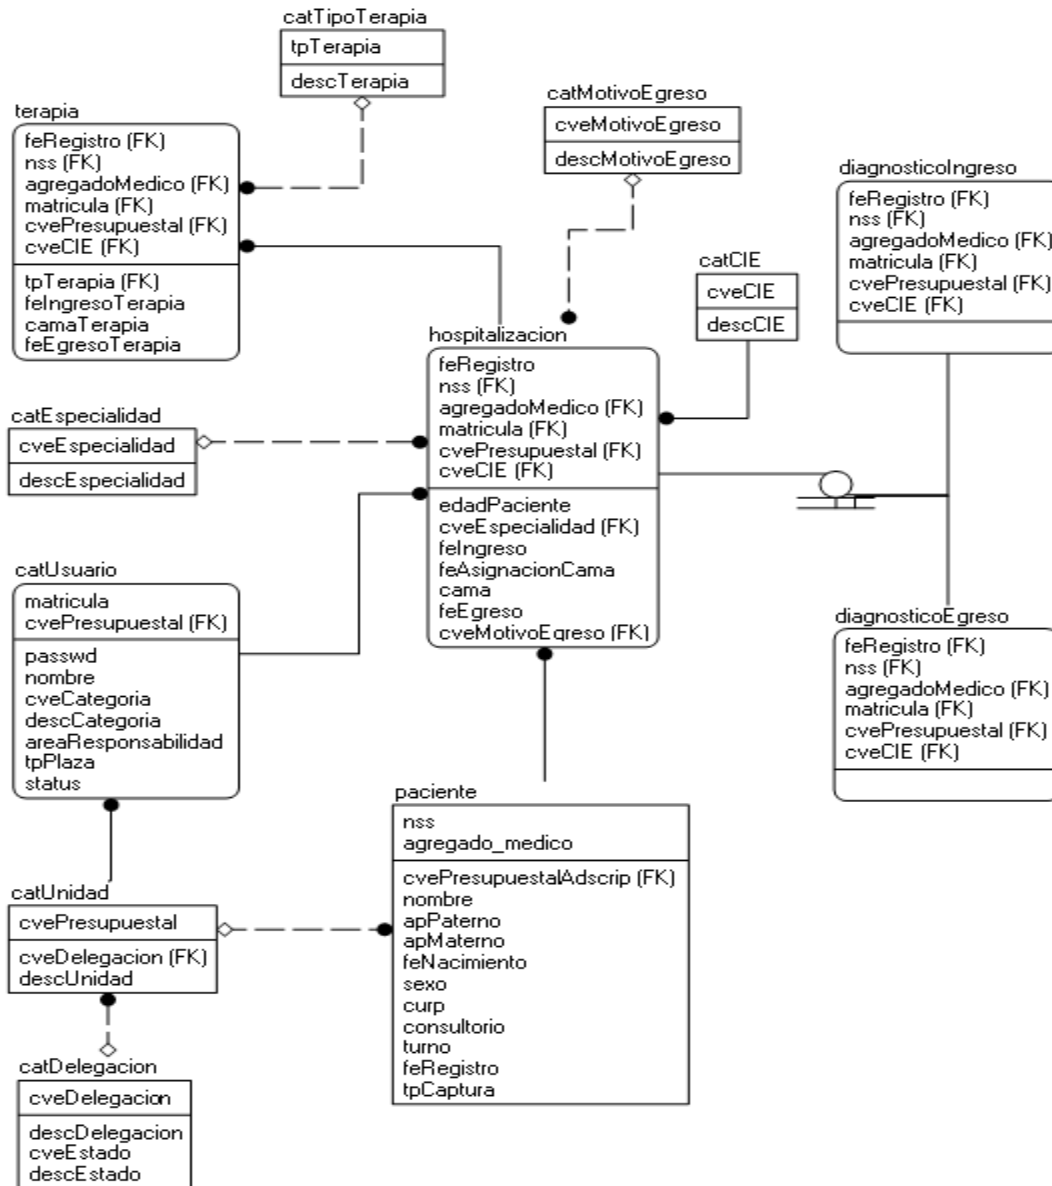 catTipoTerapia
tpTerapia
descTerapia
catMotivoEgreso
cveMotivoEgreso
descMotivoEgreso
terapia
feRegistro (FK)
nss (FK)
agregadoMedico (FK)
matricula (FK)
cvePresupuestal (FK)
cveCIE (FK)
tpTerapia (FK)
feIngresoTerapia
camaTerapia
feEgresoTerapia
diagnosticoIngreso
feRegistro (FK)
nss (FK)
agregadoMedico (FK)
matricula (FK)
cvePresupuestal (FK)
cveCIE (FK)
catCIE
cveCIE
descCIE
hospitalizacion
feRegistro
nss (FK)
agregadoMedico (FK)
matricula (FK)
cvePresupuestal (FK)
cveCIE (FK)
edadPaciente
cveEspecialidad (FK)
feIngreso
feAsignacionCama
cama
feEgreso
cveMotivoEgreso (FK)
catEspecialidad
cveEspecialidad
descEspecialidad
catUsuario
matricula
cvePresupuestal (FK)
passwd
nombre
cveCategoria
descCategoria
areaResponsabilidad
tpPlaza
status
diagnosticoEgreso
feRegistro (FK)
nss (FK)
agregadoMedico (FK)
matricula (FK)
cvePresupuestal (FK)
cveCIE (FK)
paciente
nss
agregado_medico
cvePresupuestalAdscrip (FK)
nombre
apPaterno
apMaterno
feNacimiento
sexo
curp
consultorio
turno
feRegistro
tpCaptura
catUnidad
cvePresupuestal
cveDelegacion (FK)
descUnidad
catDelegacion
cveDelegacion
descDelegacion
cveEstado
descEstado